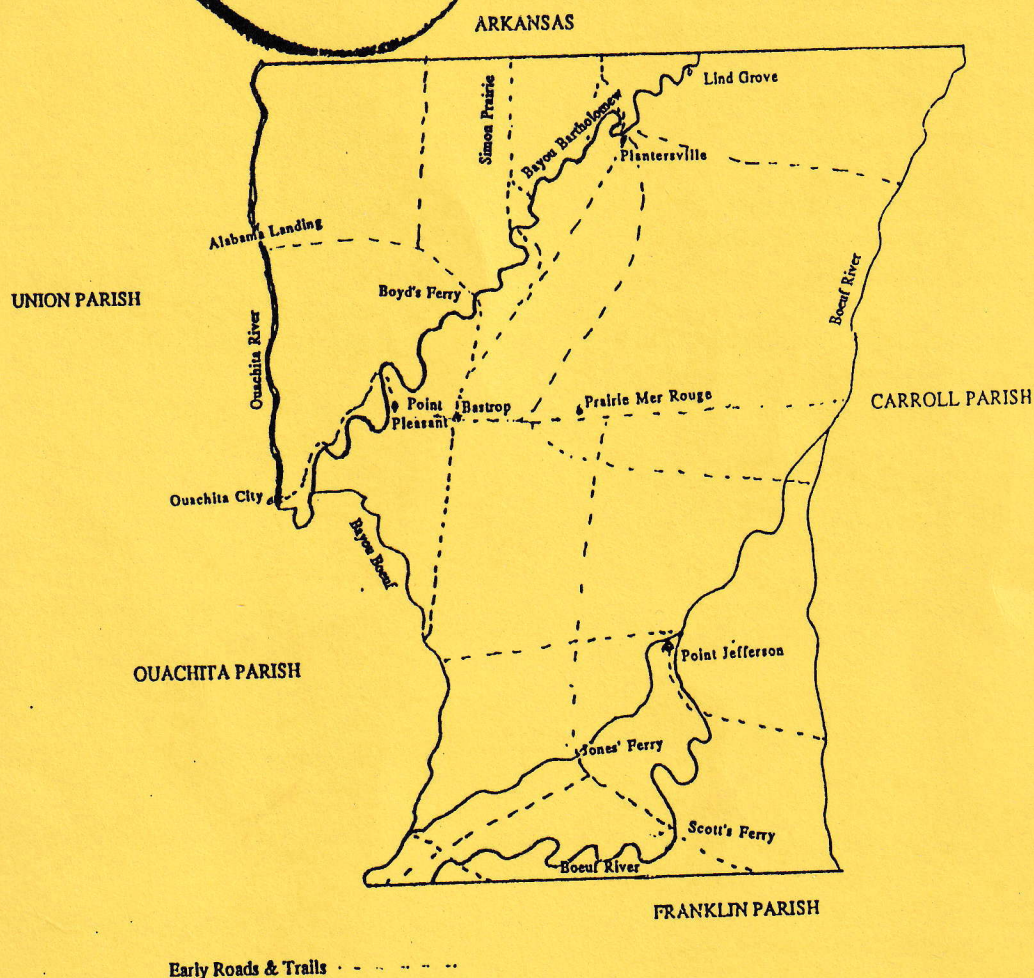 ARKANSAS
Lind Grove
Simon Prairie
Bayou Bartholomew
Plantersville
Alabama Landing
Boeuf River
UNION PARISH
Boyd's Ferry
Ouachita River
Point
Pleasant
Bastrop
Prairie Mer Rouge
CARROLL PARISH
Ouachita City
Bayou Boeuf
OUACHITA PARISH
Point Jefferson
Jones' Ferry
Scott's Ferry
Boeuf River
FRANKLIN PARISH
Early Roads & Trails